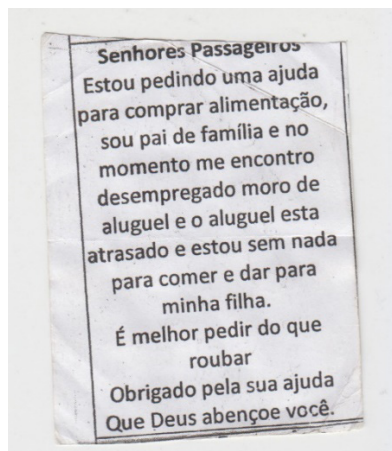 Senhores Passageiros
Estou pedindo uma ajuda
para comprar alimentação,
sou pai de família e no
momento me encontro
desempregado moro de
aluguel e o aluguel esta
atrasado e estou sem nada
para comer e dar para
minha filha.
É melhor pedir do que
roubar
Obrigado pela sua ajuda
Que Deus abençoe você.